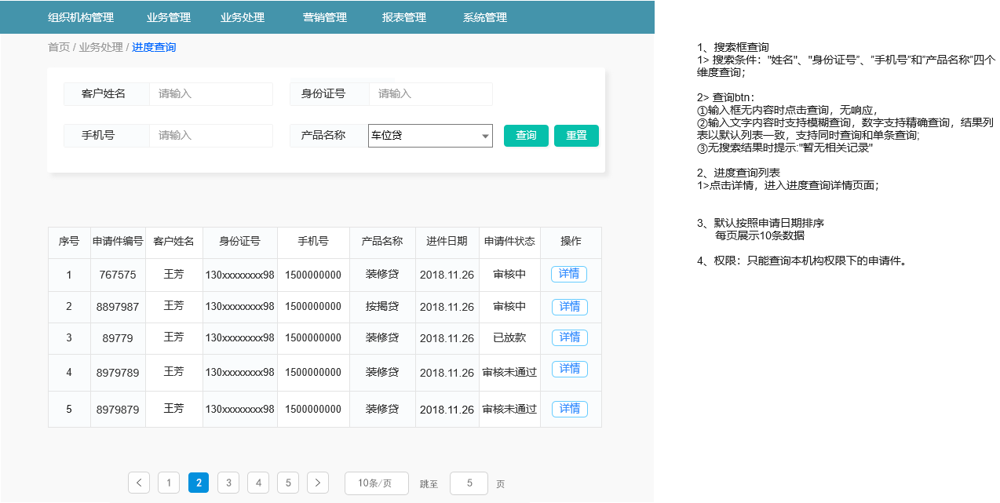 组织机构管理 业务管理 业务处理 营销管理 报表管理 系统管理
首页 / 业务处理 / 进度查询
客户姓名 请输入 身份证号 请输入
手机号 请输入 产品名称 车位贷 查询 重置
序号 申请件编号 客户姓名 身份证号 手机号 产品名称 进件日期 申请件状态 操作
1 767575 王芳 130xxxxxxxx98 1500000000 装修贷 2018.11.26 审核中 详情
2 8897987 王芳 130xxxxxxxx98 1500000000 按揭贷 2018.11.26 审核中 详情
3 89779 王芳 130xxxxxxxx98 1500000000 装修贷 2018.11.26 已放款 详情
4 8979789 王芳 130xxxxxxxx98 1500000000 装修贷 2018.11.26 审核未通过 详情
5 8979879 王芳 130xxxxxxxx98 1500000000 装修贷 2018.11.26 审核未通过 详情
< 1 2 3 4 5 > 10条/页 跳至 5 页
1、搜索框查询
1> 搜索条件："姓名"、"身份证号"、"手机号"和"产品名称"四个
维度查询；
2> 查询btn：
①输入框无内容时点击查询，无响应，
②输入文字内容时支持模糊查询，数字支持精确查询，结果列
表以默认列表一致，支持同时查询和单条查询;
③无搜索结果时提示:"暂无相关记录"
2、进度查询列表
1>点击详情，进入进度查询详情页面；
3、默认按照申请日期排序
每页展示10条数据
4、权限：只能查询本机构权限下的申请件。